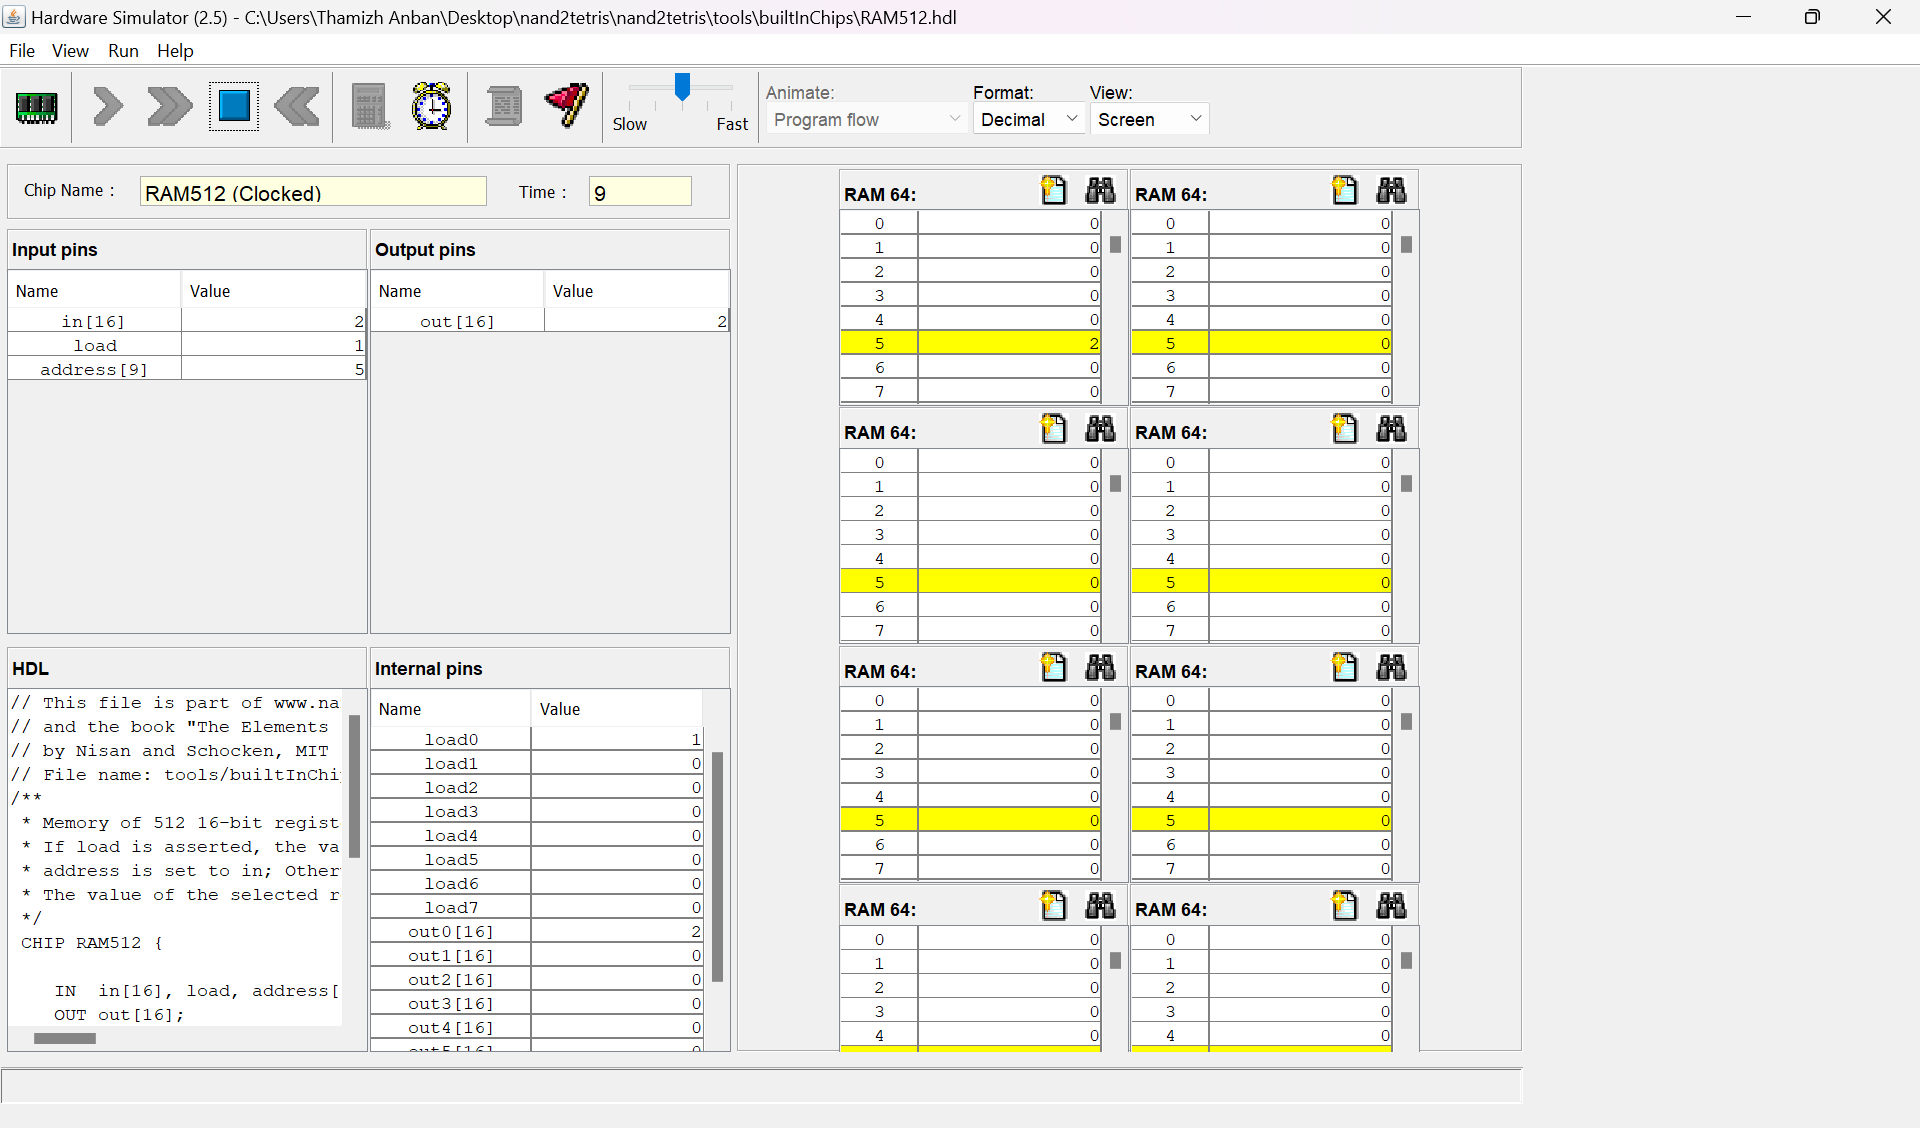 Hardware Simulator (2.5) - C:\Users\Thamizh Anban\Desktop\nand2tetris\nand2tetris\tools\builtInChips\RAM512.hdl
File View Run Help
Slow Fast
Animate:
Program flow
Format:
Decimal
View:
Screen
Chip Name :
RAM512 (Clocked)
Time :
9
Input pins
Name Value
in[16] 2
load 1
address[9] 5
Output pins
Name Value
out[16] 2
HDL
// This file is part of www.na
// and the book "The Elements
// by Nisan and Schocken, MIT
// File name: tools/builtInChi
/**
* Memory of 512 16-bit regist
* If load is asserted, the va
* address is set to in; Other
* The value of the selected r
*/
CHIP RAM512 {
IN in[16], load, address[
OUT out[16];
Internal pins
Name Value
load0 1
load1 0
load2 0
load3 0
load4 0
load5 0
load6 0
load7 0
out0[16] 2
out1[16] 0
out2[16] 0
out3[16] 0
out4[16] 0
out5[16] 0
RAM 64:
0 0
1 0
2 0
3 0
4 0
5 2
6 0
7 0
RAM 64:
0 0
1 0
2 0
3 0
4 0
5 0
6 0
7 0
RAM 64:
0 0
1 0
2 0
3 0
4 0
5 0
6 0
7 0
RAM 64:
0 0
1 0
2 0
3 0
4 0
5 0
6 0
7 0
RAM 64:
0 0
1 0
2 0
3 0
4 0
5 0
6 0
7 0
RAM 64:
0 0
1 0
2 0
3 0
4 0
5 0
6 0
7 0
RAM 64:
0 0
1 0
2 0
3 0
4 0
RAM 64:
0 0
1 0
2 0
3 0
4 0